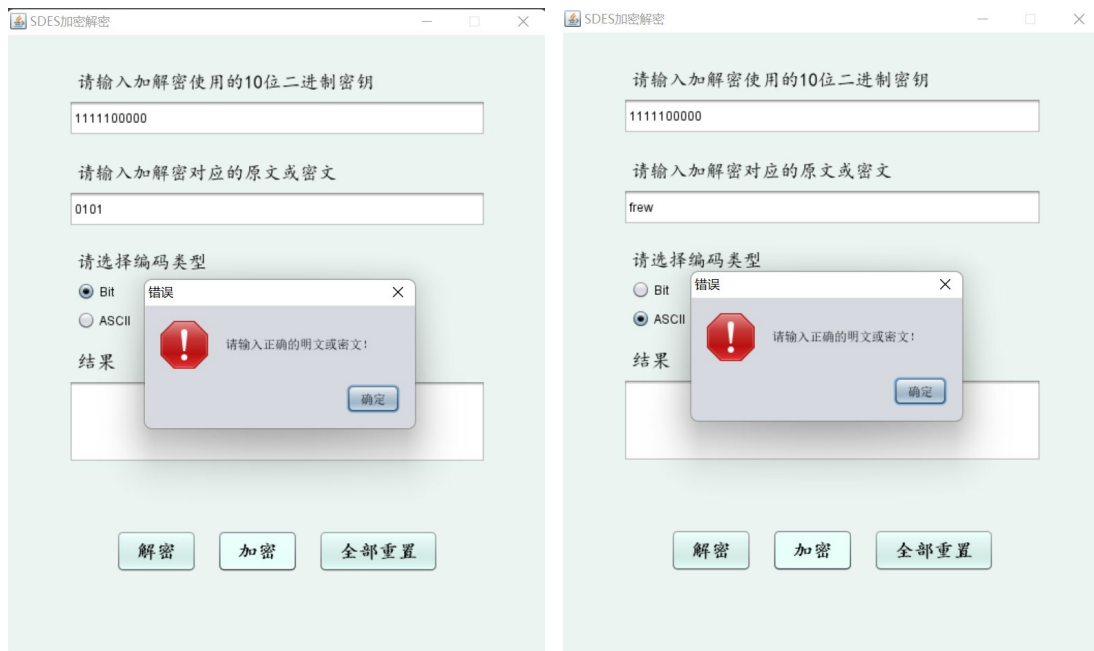 SDES加密解密
请输入加解密使用的10位二进制密钥
1111100000
请输入加解密对应的原文或密文
0101
请选择编码类型
Bit
ASCII
错误
请输入正确的明文或密文!
确定
结果
解密 加密 全部重置
SDES加密解密
请输入加解密使用的10位二进制密钥
1111100000
请输入加解密对应的原文或密文
frew
请选择编码类型
Bit
ASCII
错误
请输入正确的明文或密文!
确定
结果
解密 加密 全部重置